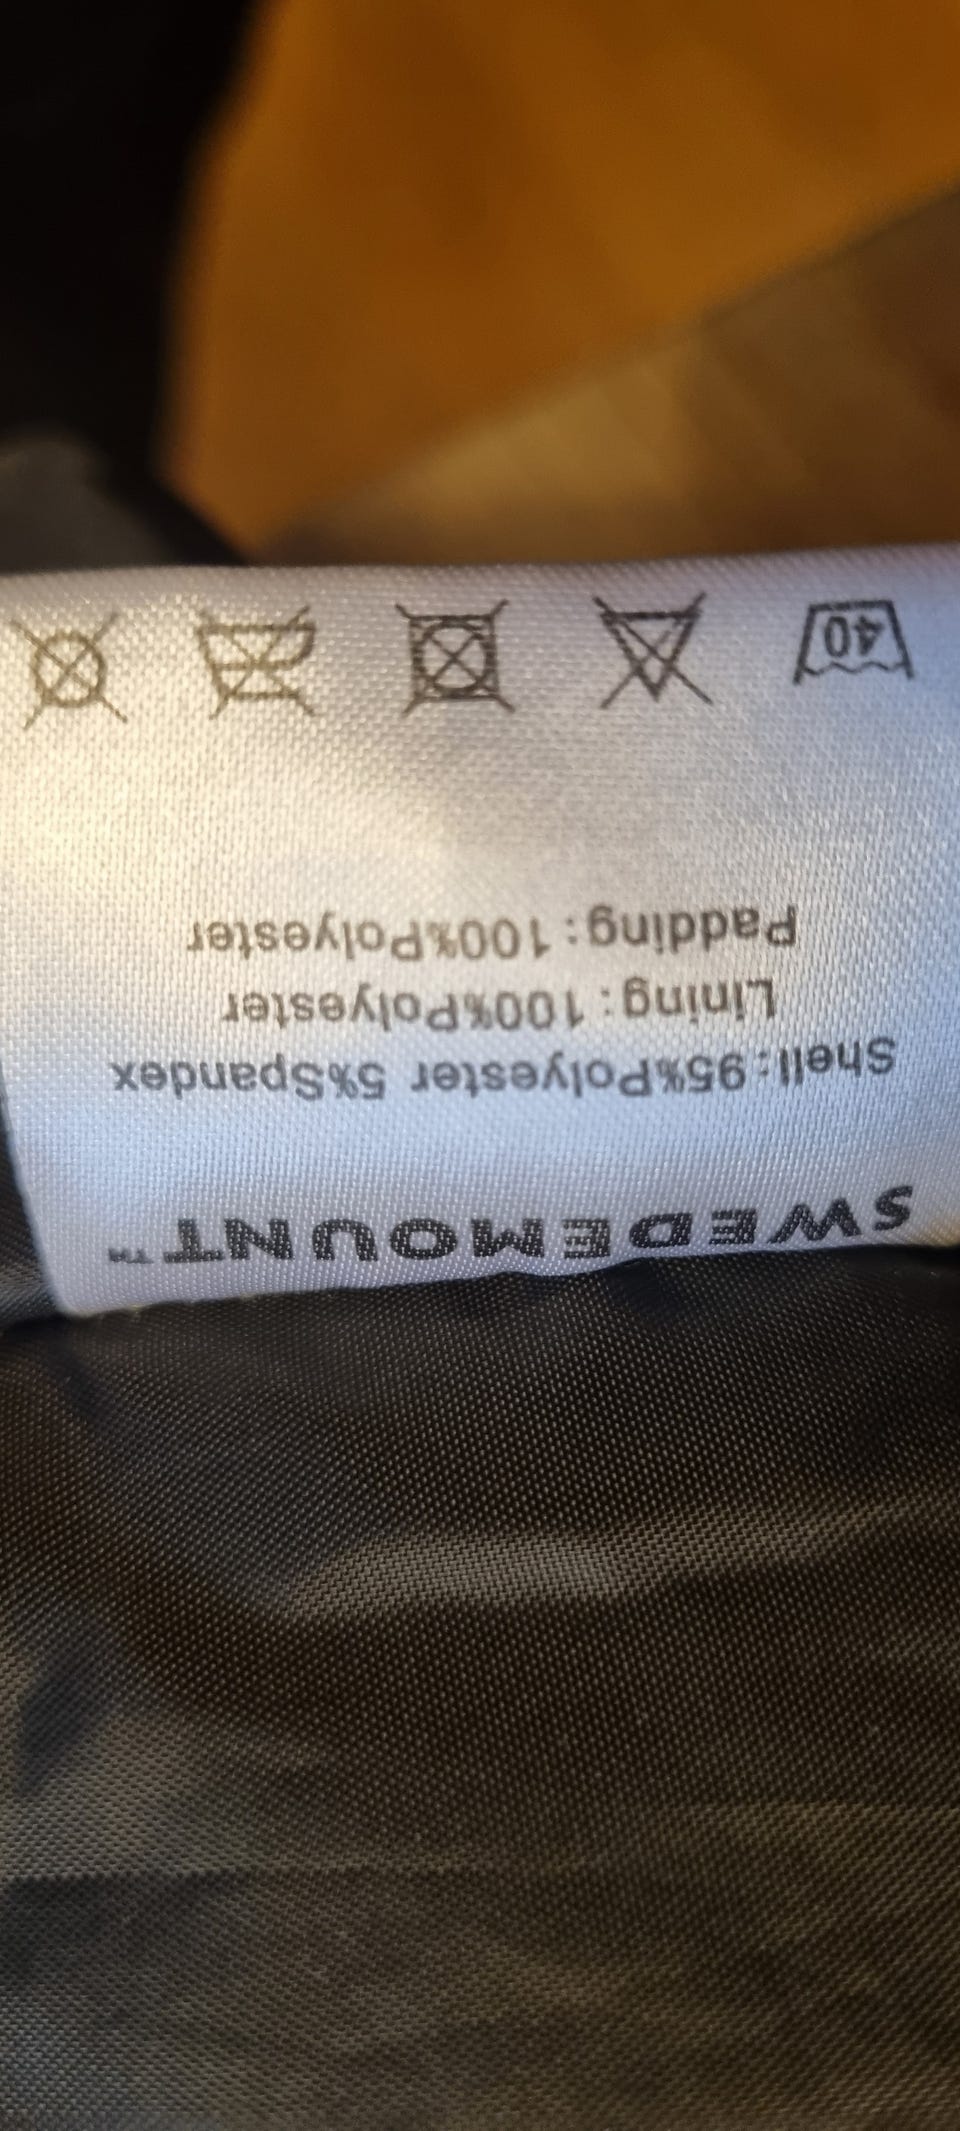 SWEDEMOUNT™
Shell:95%Polyester 5%Spandex
Lining:100%Polyester
Padding:100%Polyester
40